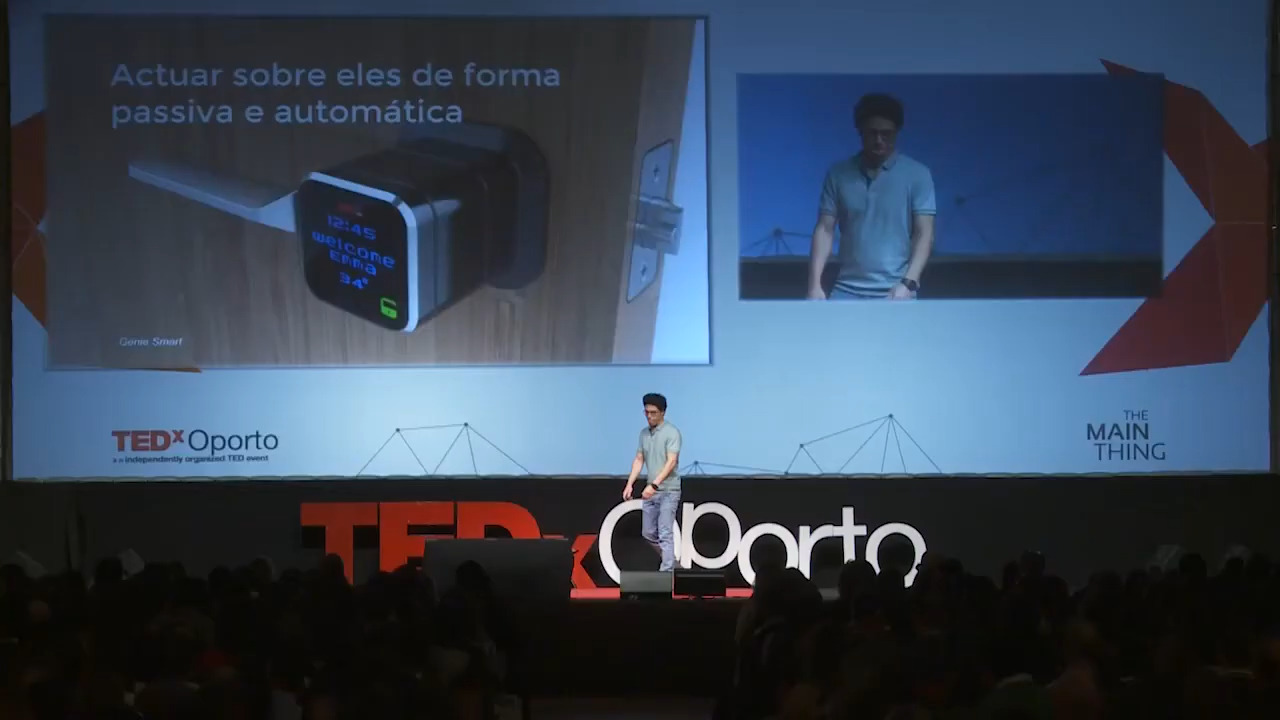 Actuar sobre eles de forma
passiva e automática
12:45
welcome
Emma
34°
Genie Smart
TEDx Oporto
x = independently organized TED event
THE
MAIN
THING
TEDx Oporto